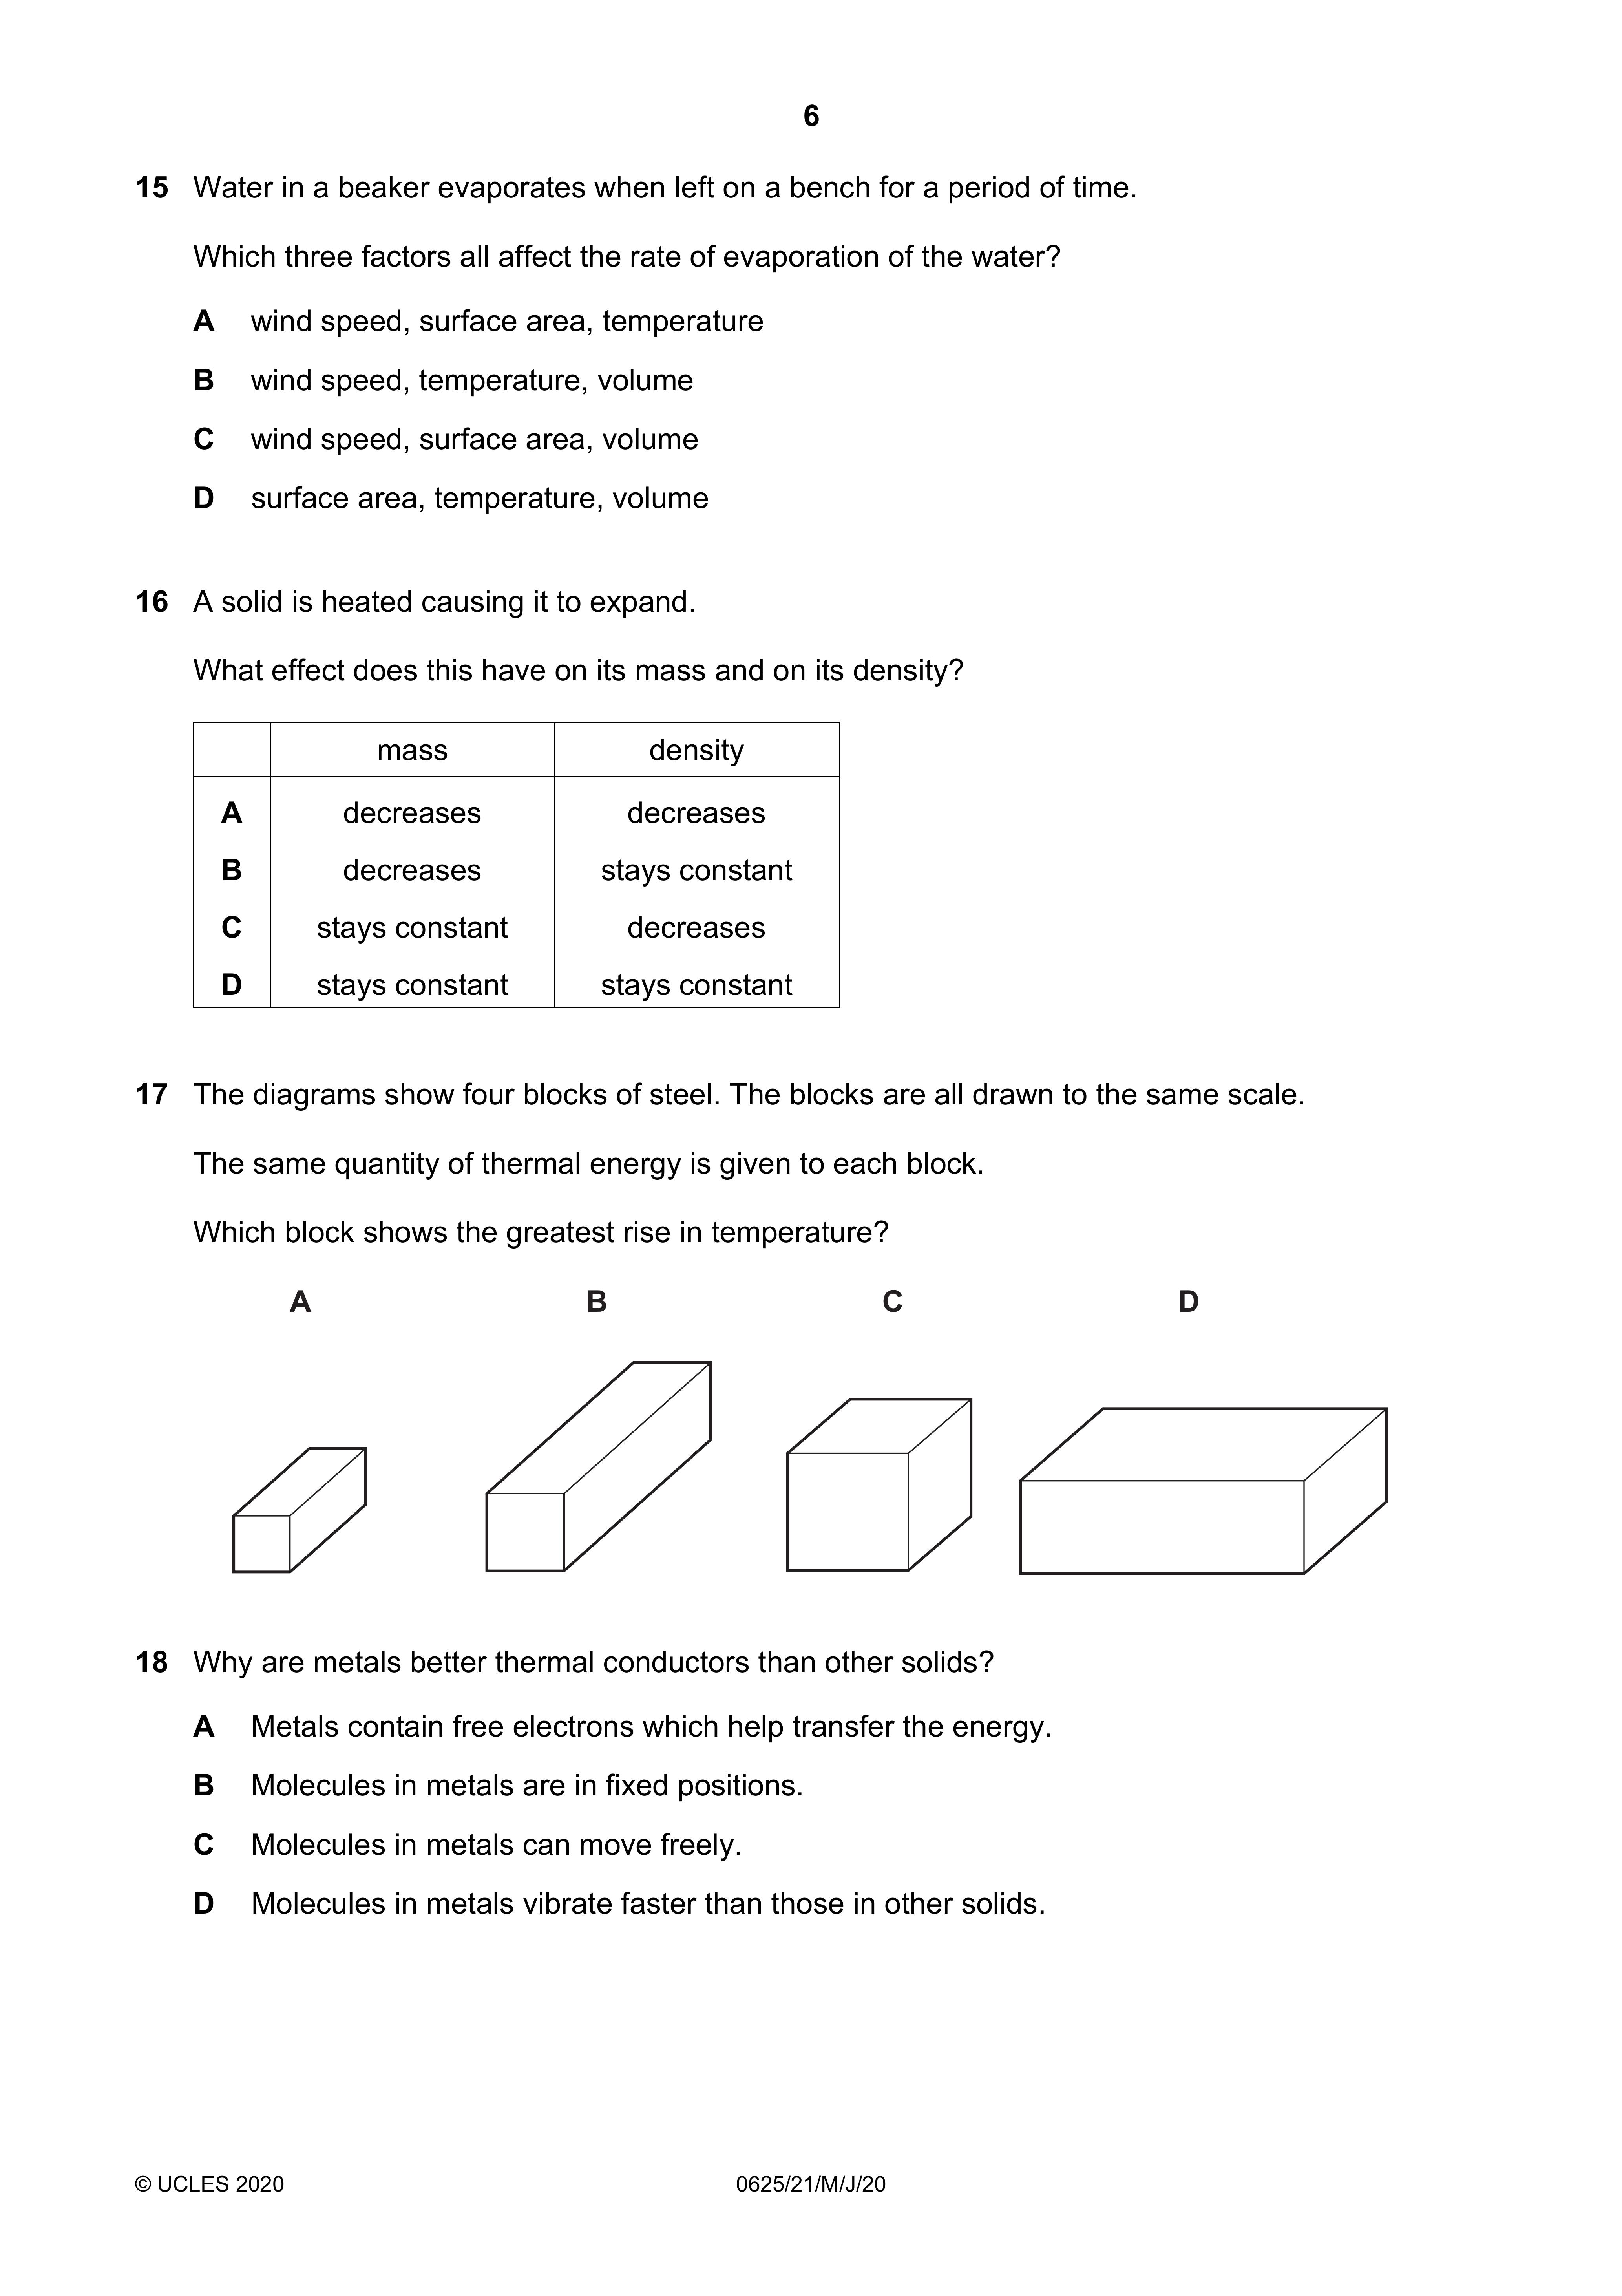 6
15 Water in a beaker evaporates when left on a bench for a period of time.
Which three factors all affect the rate of evaporation of the water?
A wind speed, surface area, temperature
B wind speed, temperature, volume
C wind speed, surface area, volume
D surface area, temperature, volume
16 A solid is heated causing it to expand.
What effect does this have on its mass and on its density?
mass density
A decreases decreases
B decreases stays constant
C stays constant decreases
D stays constant stays constant
17 The diagrams show four blocks of steel. The blocks are all drawn to the same scale.
The same quantity of thermal energy is given to each block.
Which block shows the greatest rise in temperature?
A B C D
18 Why are metals better thermal conductors than other solids?
A Metals contain free electrons which help transfer the energy.
B Molecules in metals are in fixed positions.
C Molecules in metals can move freely.
D Molecules in metals vibrate faster than those in other solids.
© UCLES 2020 0625/21/M/J/20